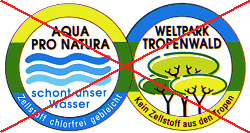 AQUA
PRO NATURA
schont unser
Wasser
Zellstoff chlorfrei gebleicht
WELTPARK
TROPENWALD
Kein Zellstoff aus den Tropen